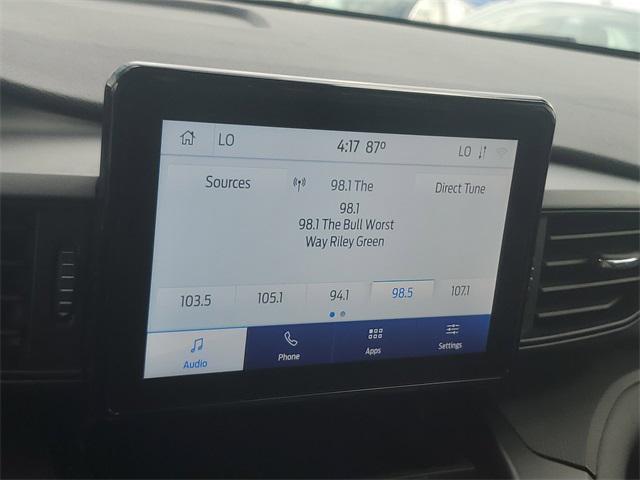 LO 4:17 87° LO
Sources 98.1 The Direct Tune
98.1
98.1 The Bull Worst
Way Riley Green
103.5 105.1 94.1 98.5 107.1
Audio Phone Apps Settings